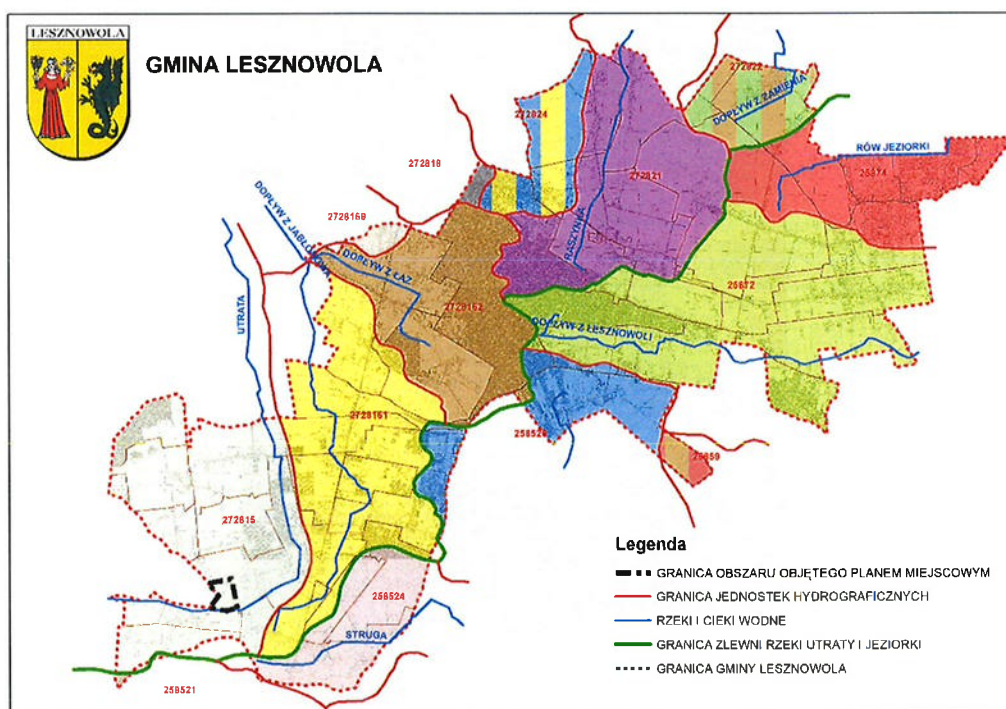 LESZNOWOLA
GMINA LESZNOWOLA
272822
DOPŁYW Z ZAMIENIA
272824
RÓW JEZIORKI
25874
272818
272821
DOPŁYW Z JABŁONOWA
2728169
RASZYNKA
DOPŁYW Z ŁAZ
25872
2728162
UTRATA
DOPŁYW Z LESZNOWOLI
2728161
25859
272815
Legenda
GRANICA OBSZARU OBJĘTEGO PLANEM MIEJSCOWYM
GRANICA JEDNOSTEK HYDROGRAFICZNYCH
258524
RZEKI I CIEKI WODNE
STRUGA
GRANICA ZLEWNI RZEKI UTRATY I JEZIORKI
GRANICA GMINY LESZNOWOLA
258521